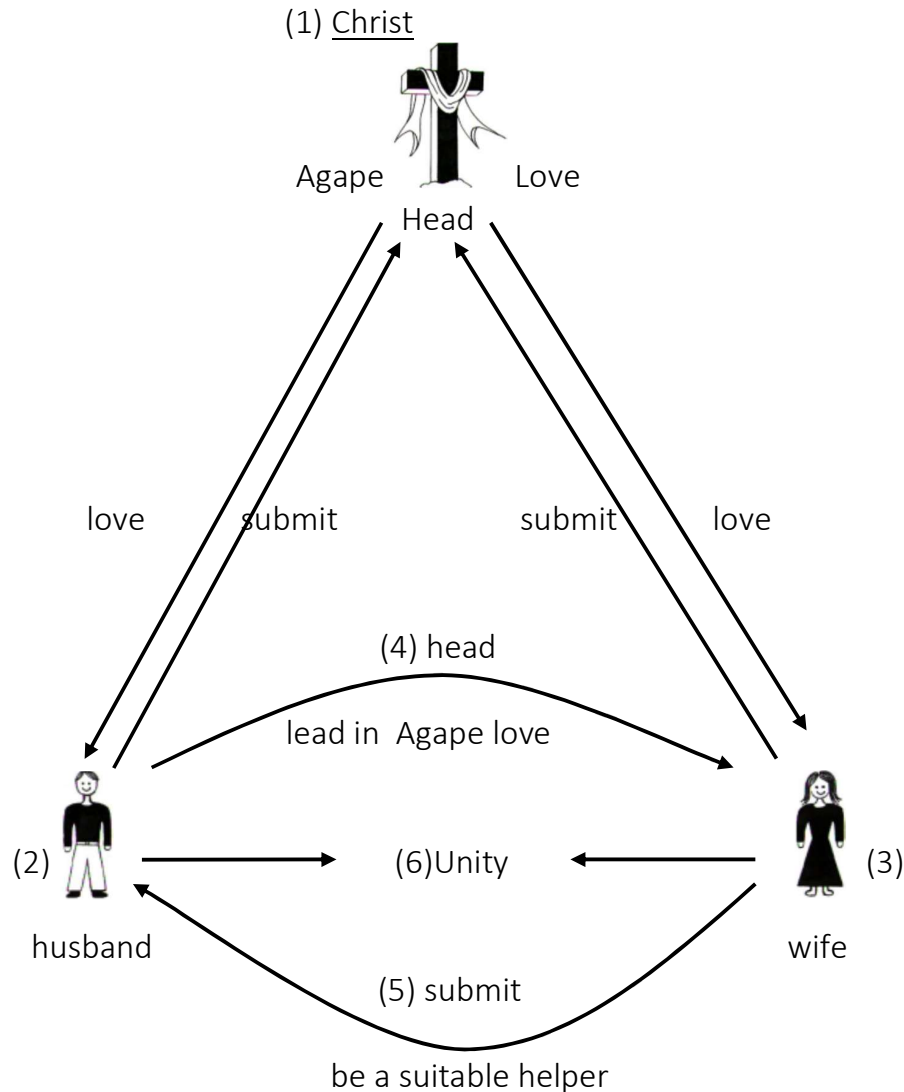 (1) Christ
Agape Love
Head
love submit submit love
(4) head
lead in Agape love
(2) (6)Unity (3)
husband wife
(5) submit
be a suitable helper